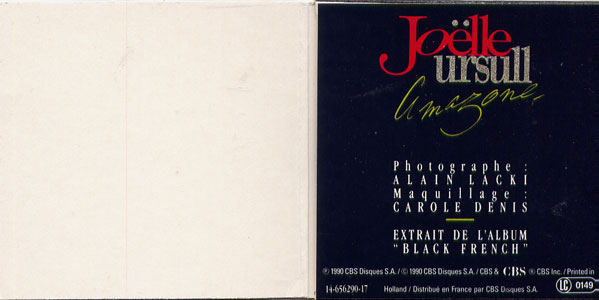 Joëlle
ursull
Amazone
Photographe :
ALAIN LACKI
Maquillage :
CAROLE DENIS
EXTRAIT DE L'ALBUM
"BLACK FRENCH"
℗ 1990 CBS Disques S.A. / © 1990 CBS Disques S.A. / CBS & CBS ® CBS Inc. / Printed in
14-656290-17 Holland / Distribué en France par CBS Disques S.A. LC 0149